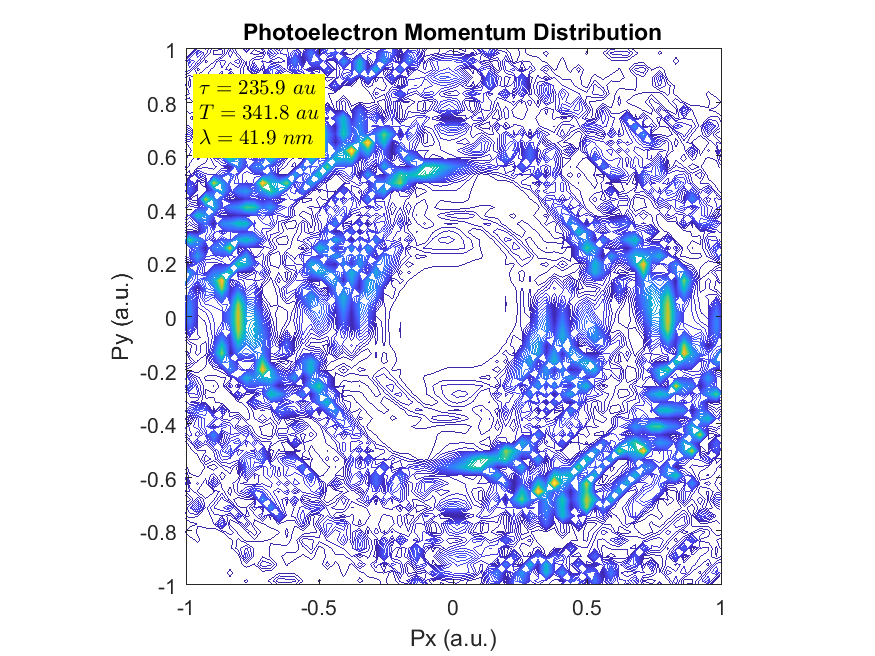 Photoelectron Momentum Distribution
1
0.8
0.6
0.4
0.2
0
-0.2
-0.4
-0.6
-0.8
-1
Py (a.u.)
τ = 235.9 au
T = 341.8 au
λ = 41.9 nm
-1
-0.5
0
0.5
1
Px (a.u.)